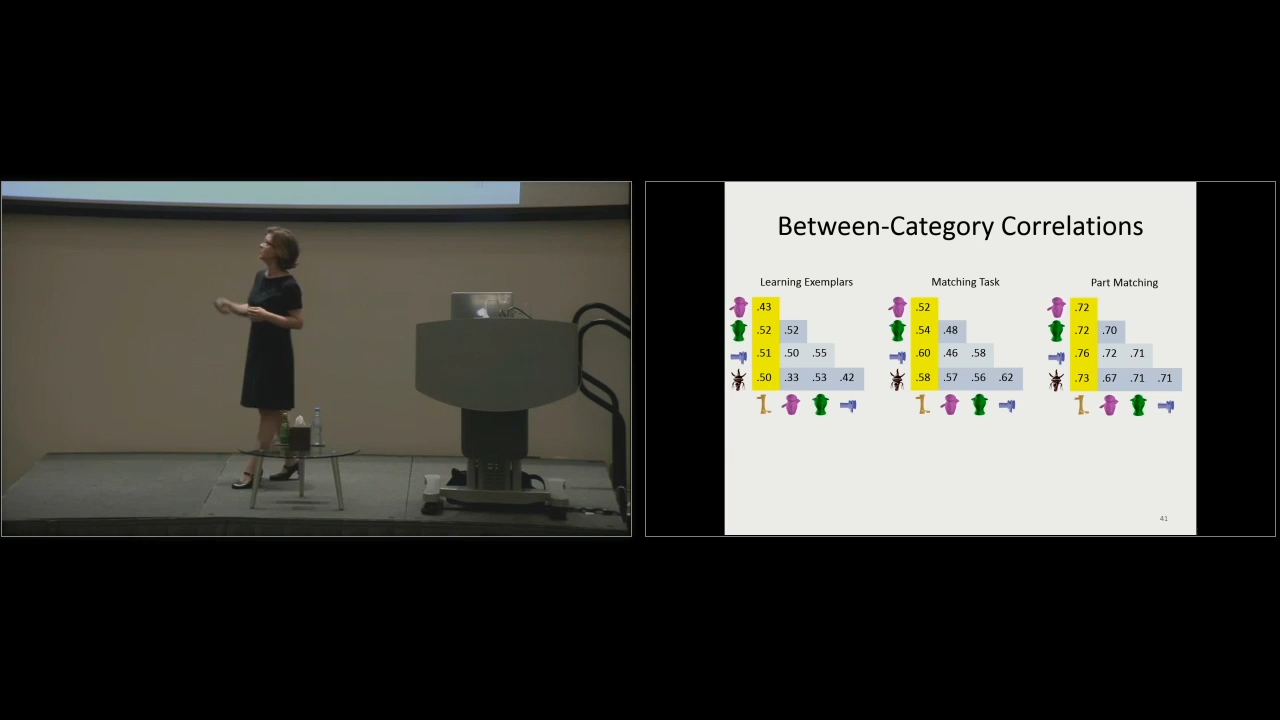 Between-Category Correlations
Learning Exemplars
.43
.52 .52
.51 .50 .55
.50 .33 .53 .42
Matching Task
.52
.54 .48
.60 .46 .58
.58 .57 .56 .62
Part Matching
.72
.72 .70
.76 .72 .71
.73 .67 .71 .71
41